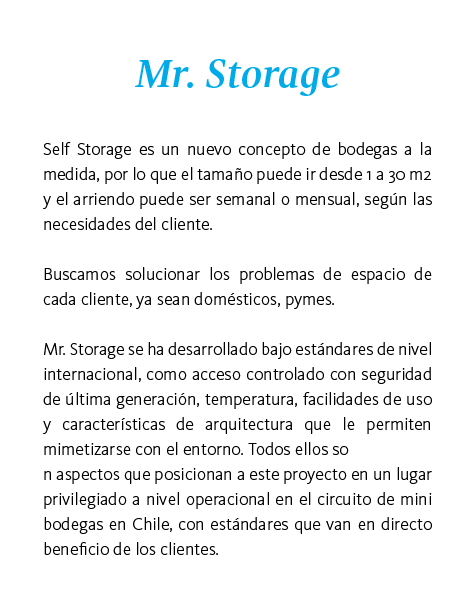 Mr. Storage
Self Storage es un nuevo concepto de bodegas a la
medida, por lo que el tamaño puede ir desde 1 a 30 m2
y el arriendo puede ser semanal o mensual, según las
necesidades del cliente.
Buscamos solucionar los problemas de espacio de
cada cliente, ya sean domésticos, pymes.
Mr. Storage se ha desarrollado bajo estándares de nivel
internacional, como acceso controlado con seguridad
de última generación, temperatura, facilidades de uso
y características de arquitectura que le permiten
mimetizarse con el entorno. Todos ellos so
n aspectos que posicionan a este proyecto en un lugar
privilegiado a nivel operacional en el circuito de mini
bodegas en Chile, con estándares que van en directo
beneficio de los clientes.